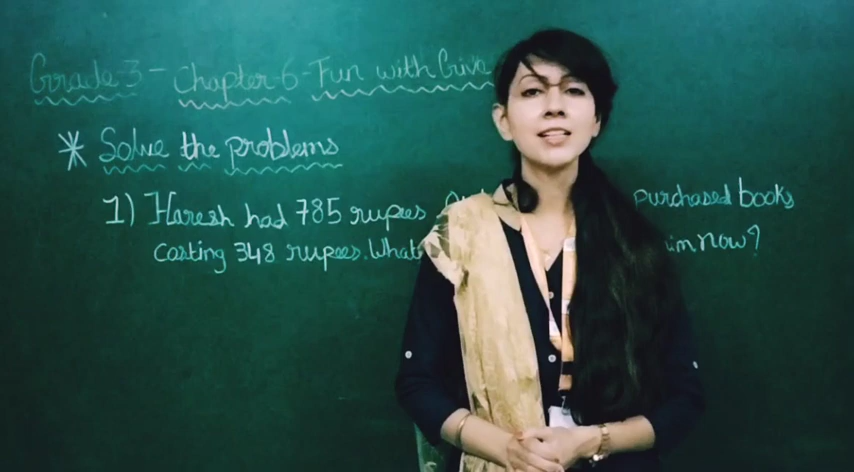 Grade-3 - Chapter-6 - Fun with Give
* Solve the problems
1) Haresh had 785 rupees purchased books
costing 348 rupees. What im now?